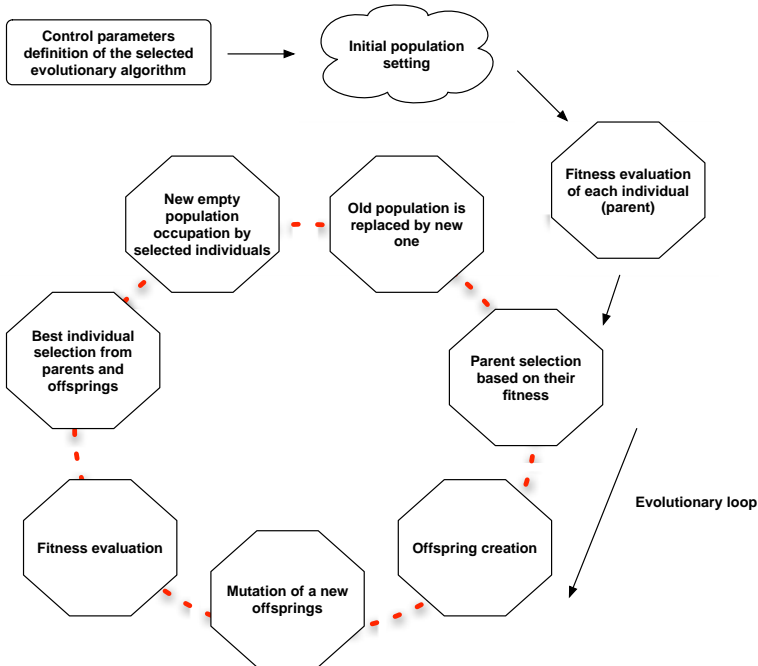 Control parameters
definition of the selected
evolutionary algorithm
Initial population
setting
Fitness evaluation
of each individual
(parent)
New empty
population
occupation by
selected individuals
Old population is
replaced by new
one
Best individual
selection from
parents and
offsprings
Parent selection
based on their
fitness
Evolutionary loop
Fitness evaluation
Offspring creation
Mutation of a new
offsprings